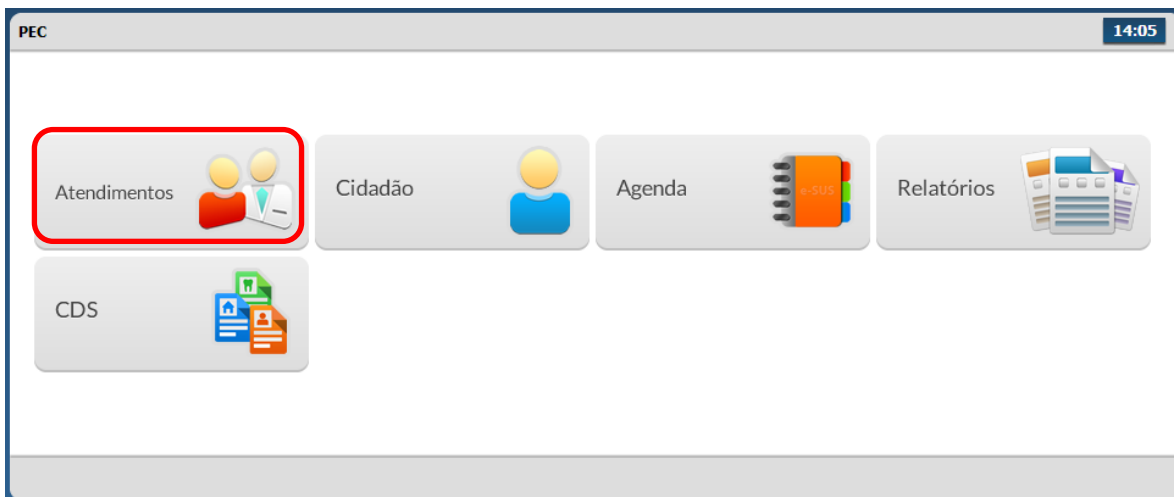 PEC
14:05
Atendimentos
Cidadão
Agenda
e-SUS
Relatórios
CDS